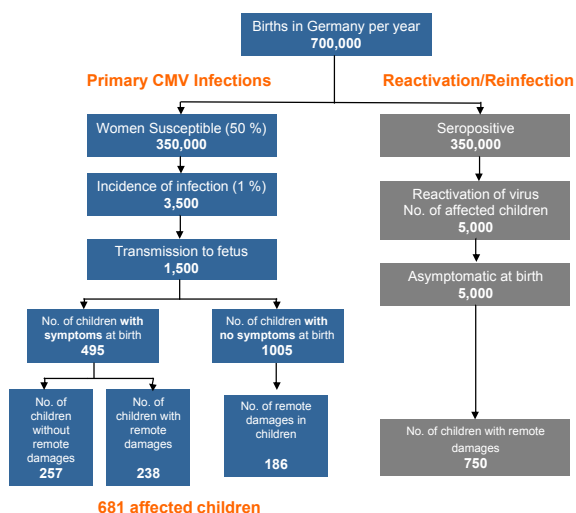 Births in Germany per year
700,000
Primary CMV Infections
Reactivation/Reinfection
Women Susceptible (50 %)
350,000
Seropositive
350,000
Incidence of infection (1 %)
3,500
Reactivation of virus
No. of affected children
5,000
Transmission to fetus
1,500
Asymptomatic at birth
5,000
No. of children with
symptoms at birth
495
No. of children with
no symptoms at birth
1005
No. of
children
without
remote
damages
257
No. of
children with
remote
damages
238
No. of remote
damages in
children
186
No. of children with remote
damages
750
681 affected children